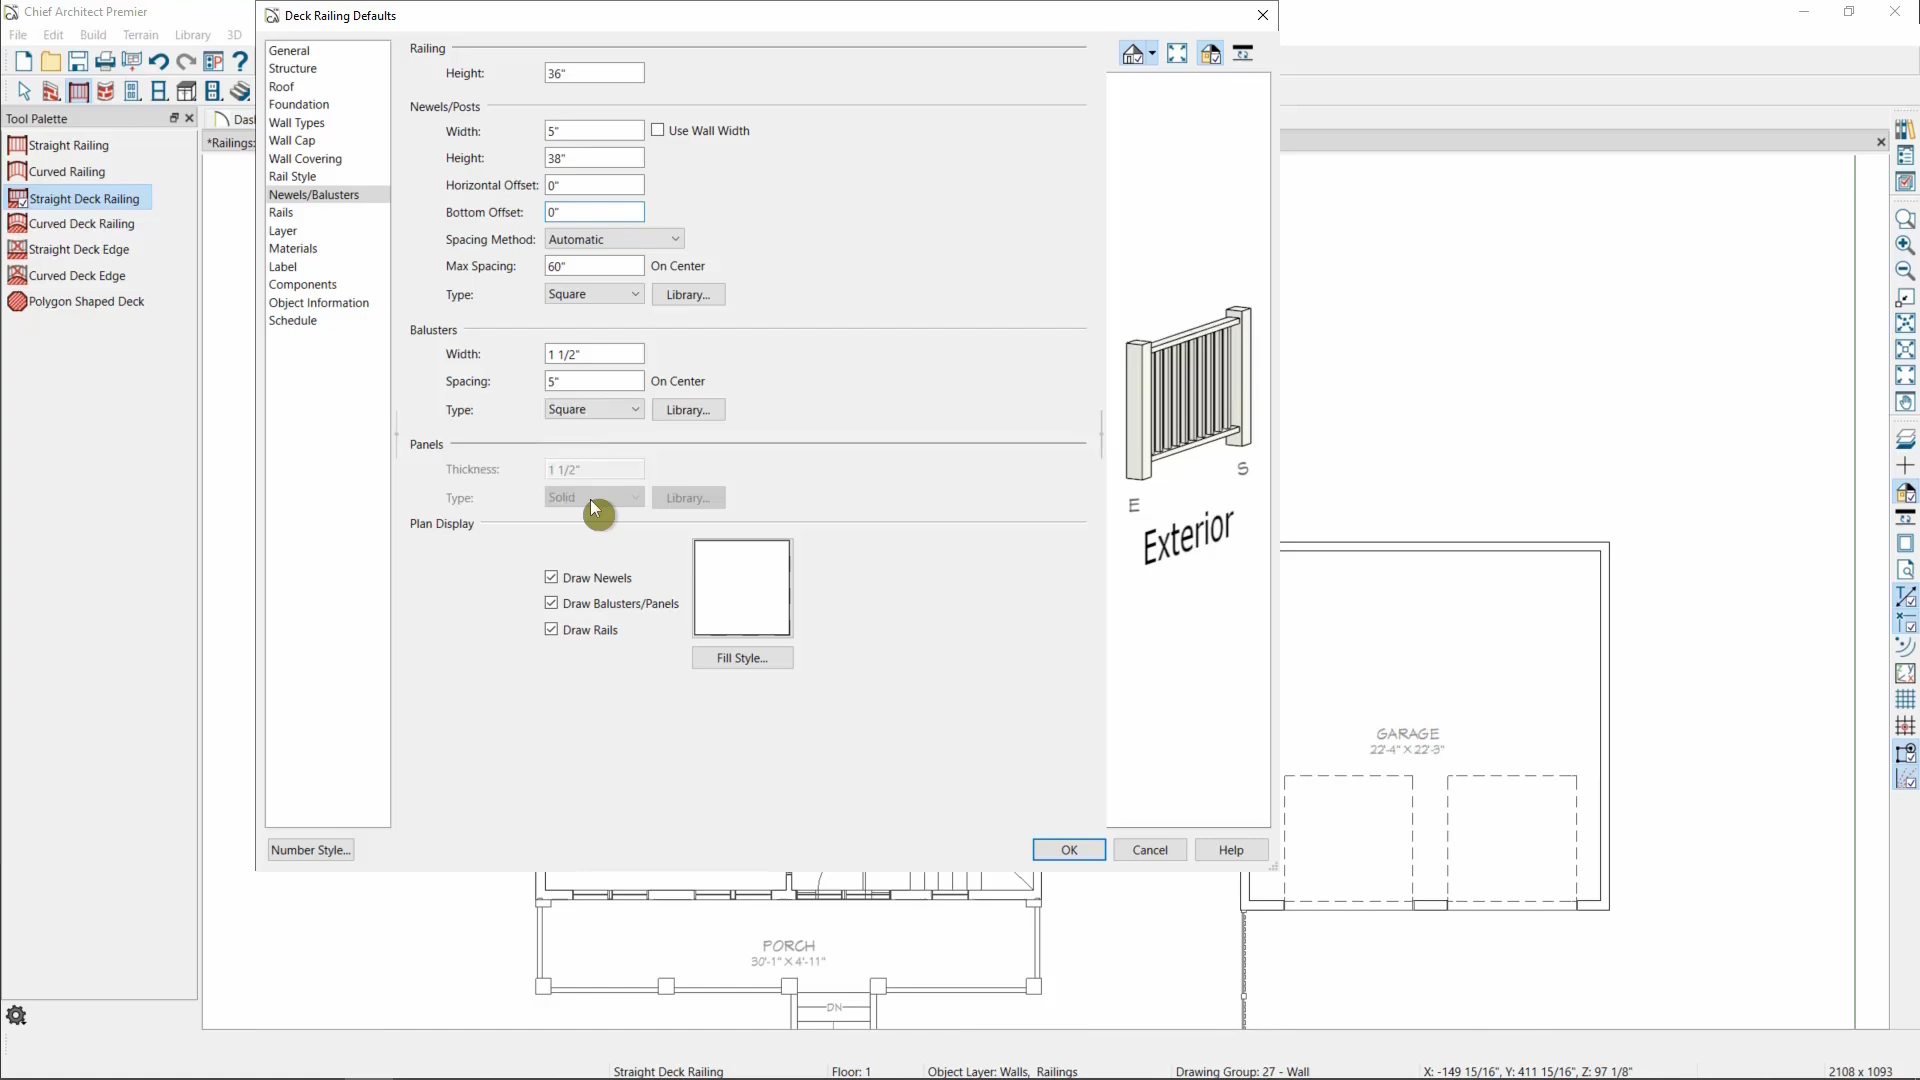 Chief Architect Premier
File Edit Build Terrain Library 3D
Tool Palette
Straight Railing
Curved Railing
Straight Deck Railing
Curved Deck Railing
Straight Deck Edge
Curved Deck Edge
Polygon Shaped Deck
Das
*Railings:
Deck Railing Defaults
General
Structure
Roof
Foundation
Wall Types
Wall Cap
Wall Covering
Rail Style
Newels/Balusters
Rails
Layer
Materials
Label
Components
Object Information
Schedule
Railing
Height: 36"
Newels/Posts
Width: 5" Use Wall Width
Height: 38"
Horizontal Offset: 0"
Bottom Offset: 0"
Spacing Method: Automatic
Max Spacing: 60" On Center
Type: Square Library...
Balusters
Width: 1 1/2"
Spacing: 5" On Center
Type: Square Library...
Panels
Thickness: 1 1/2"
Type: Solid Library...
Plan Display
Draw Newels
Draw Balusters/Panels
Draw Rails
Fill Style...
S
E
Exterior
Number Style... OK Cancel Help
GARAGE
22'-4" X 22'-3"
PORCH
30'-1" X 4'-11"
DN
Straight Deck Railing Floor: 1 Object Layer: Walls, Railings Drawing Group: 27 - Wall X: -149 15/16", Y: 411 15/16", Z: 97 1/8" 2108 x 1093